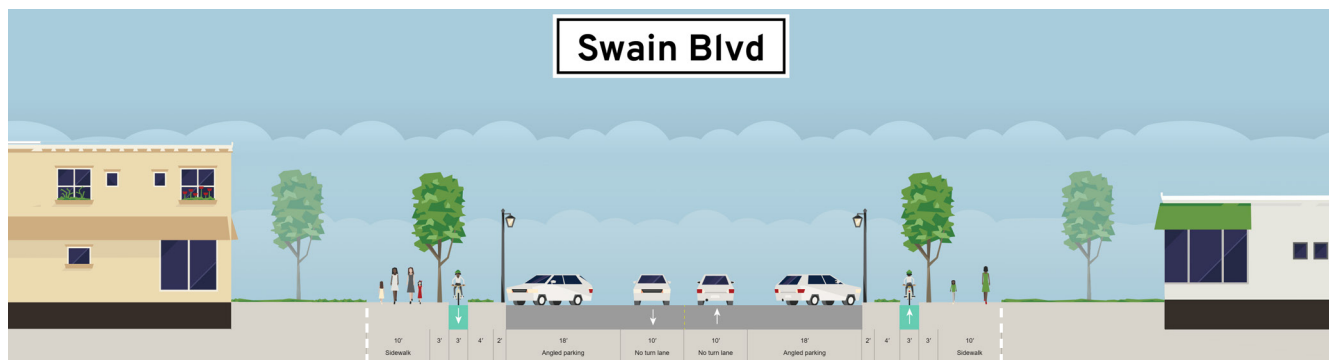 Swain Blvd
10' 3' 3' 4' 2' 18' 10' 10' 18' 2' 4' 3' 3' 10'
Sidewalk Angled parking No turn lane No turn lane Angled parking Sidewalk